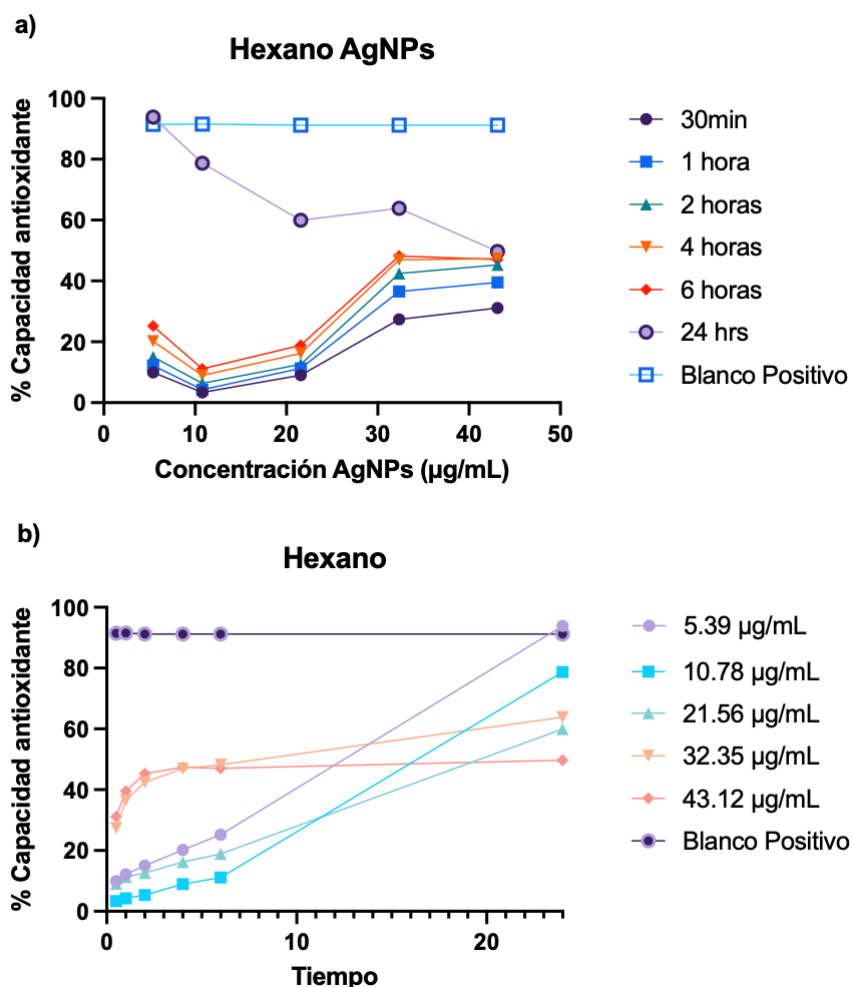 a)
Hexano AgNPs
% Capacidad antioxidante
100
80
60
40
20
0
0 10 20 30 40 50
Concentración AgNPs (µg/mL)
30min
1 hora
2 horas
4 horas
6 horas
24 hrs
Blanco Positivo
b)
Hexano
% Capacidad antioxidante
100
80
60
40
20
0
0 10 20
Tiempo
5.39 µg/mL
10.78 µg/mL
21.56 µg/mL
32.35 µg/mL
43.12 µg/mL
Blanco Positivo